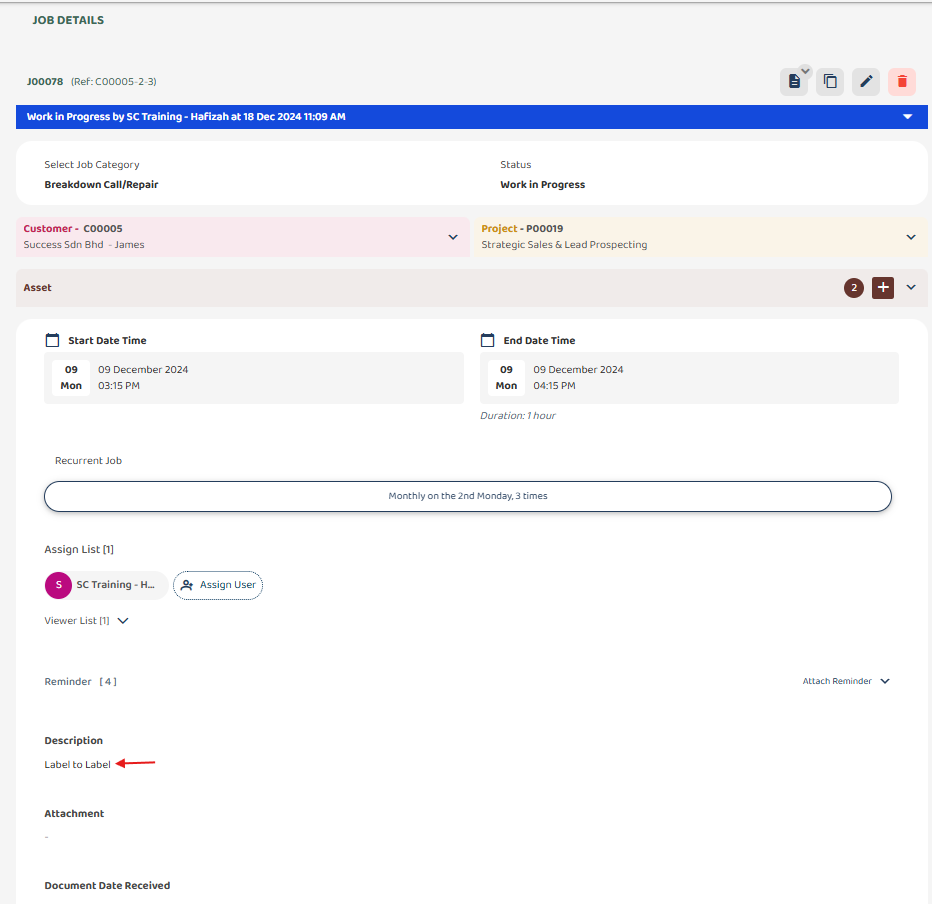 JOB DETAILS
J00078 (Ref: C00005-2-3)
Work in Progress by SC Training - Hafizah at 18 Dec 2024 11:09 AM
Select Job Category
Breakdown Call/Repair
Status
Work in Progress
Customer - C00005
Success Sdn Bhd - James
Project - P00019
Strategic Sales & Lead Prospecting
Asset
2
Start Date Time
09
Mon
09 December 2024
03:15 PM
End Date Time
09
Mon
09 December 2024
04:15 PM
Duration: 1 hour
Recurrent Job
Monthly on the 2nd Monday, 3 times
Assign List [1]
S
SC Training - H...
Assign User
Viewer List [1]
Reminder [ 4 ]
Attach Reminder
Description
Label to Label
Attachment
-
Document Date Received